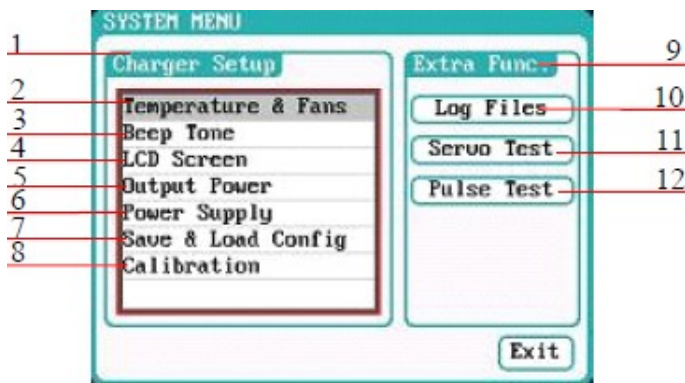 SYSTEM MENU
1
Charger Setup
2
Temperature & Fans
3
Beep Tone
4
LCD Screen
5
Output Power
6
Power Supply
7
Save & Load Config
8
Calibration
Extra Func.
9
Log Files
10
Servo Test
11
Pulse Test
12
Exit